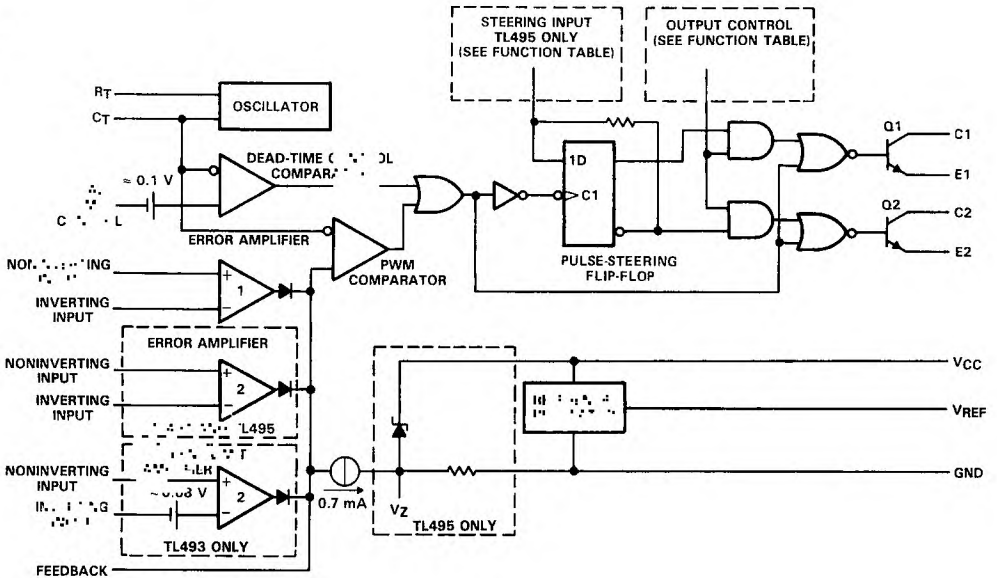 STEERING INPUT
TL495 ONLY
(SEE FUNCTION TABLE)
OUTPUT CONTROL
(SEE FUNCTION TABLE)
RT
CT
OSCILLATOR
DEAD-TIME
≈ 0.1 V
ERROR AMPLIFIER
PWM
COMPARATOR
1D
C1
PULSE-STEERING
FLIP-FLOP
Q1
C1
E1
Q2
C2
E2
+
1
−
INVERTING
INPUT
ERROR AMPLIFIER
NONINVERTING
INPUT
+
2
−
INVERTING
INPUT
TL495
NONINVERTING
INPUT
+
2
−
TL493 ONLY
FEEDBACK
0.7 mA
VZ
TL495 ONLY
VCC
VREF
GND